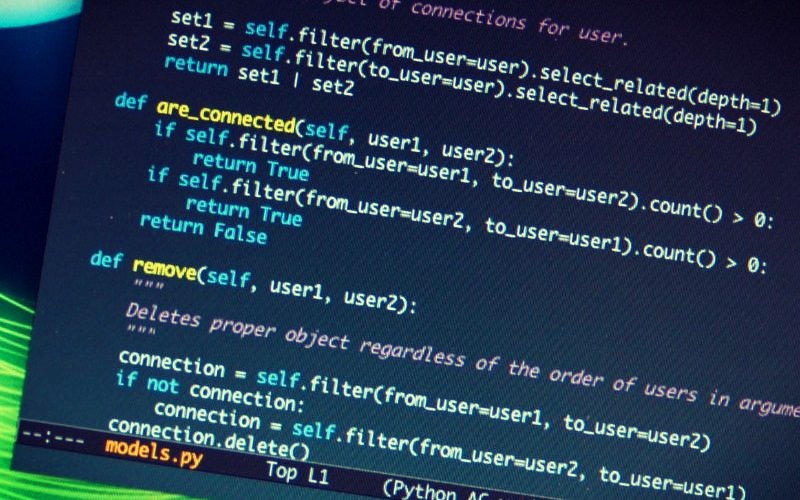 ject of connections for user.
set1 = self.filter(from_user=user).select_related(depth=1)
set2 = self.filter(to_user=user).select_related(depth=1)
return set1 | set2
def are_connected(self, user1, user2):
if self.filter(from_user=user1, to_user=user2).count() > 0:
return True
if self.filter(from_user=user2, to_user=user1).count() > 0:
return True
return False
def remove(self, user1, user2):
"""
Deletes proper object regardless of the order of users in argume
"""
connection = self.filter(from_user=user1, to_user=user2)
if not connection:
connection = self.filter(from_user=user2, to_user=user1)
connection.delete()
--:--- models.py Top L1 (Python AC